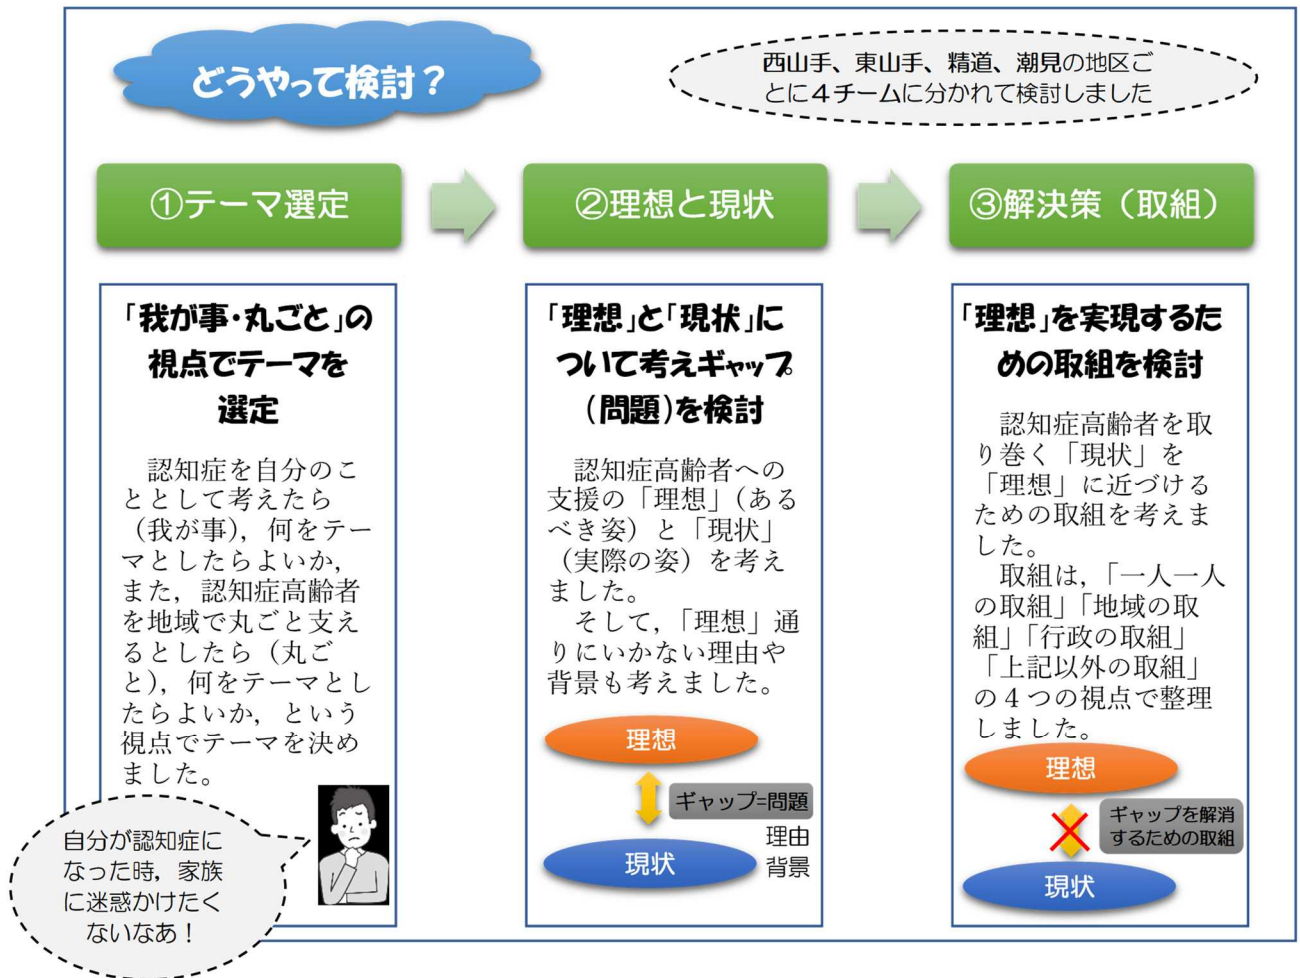 どうやって検討？
西山手、東山手、精道、潮見の地区ご
とに４チームに分かれて検討しました
①テーマ選定
②理想と現状
③解決策（取組）
「我が事・丸ごと」の
視点でテーマを
選定
認知症を自分のこ
ととして考えたら
（我が事），何をテー
マとしたらよいか，
また，認知症高齢者
を地域で丸ごと支え
るとしたら（丸ご
と），何をテーマとし
たらよいか，という
視点でテーマを決め
ました。
自分が認知症に
なった時，家族
に迷惑かけたく
ないなあ！
「理想」と「現状」に
ついて考えギャップ
（問題）を検討
認知症高齢者への
支援の「理想」（ある
べき姿）と「現状」
（実際の姿）を考え
ました。
そして，「理想」通
りにいかない理由や
背景も考えました。
理想
ギャップ=問題
理由
背景
現状
「理想」を実現するた
めの取組を検討
認知症高齢者を取
り巻く「現状」を
「理想」に近づける
ための取組を考えま
した。
取組は，「一人一人
の取組」「地域の取
組」「行政の取組」
「上記以外の取組」
の４つの視点で整理
しました。
理想
ギャップを解消
するための取組
現状